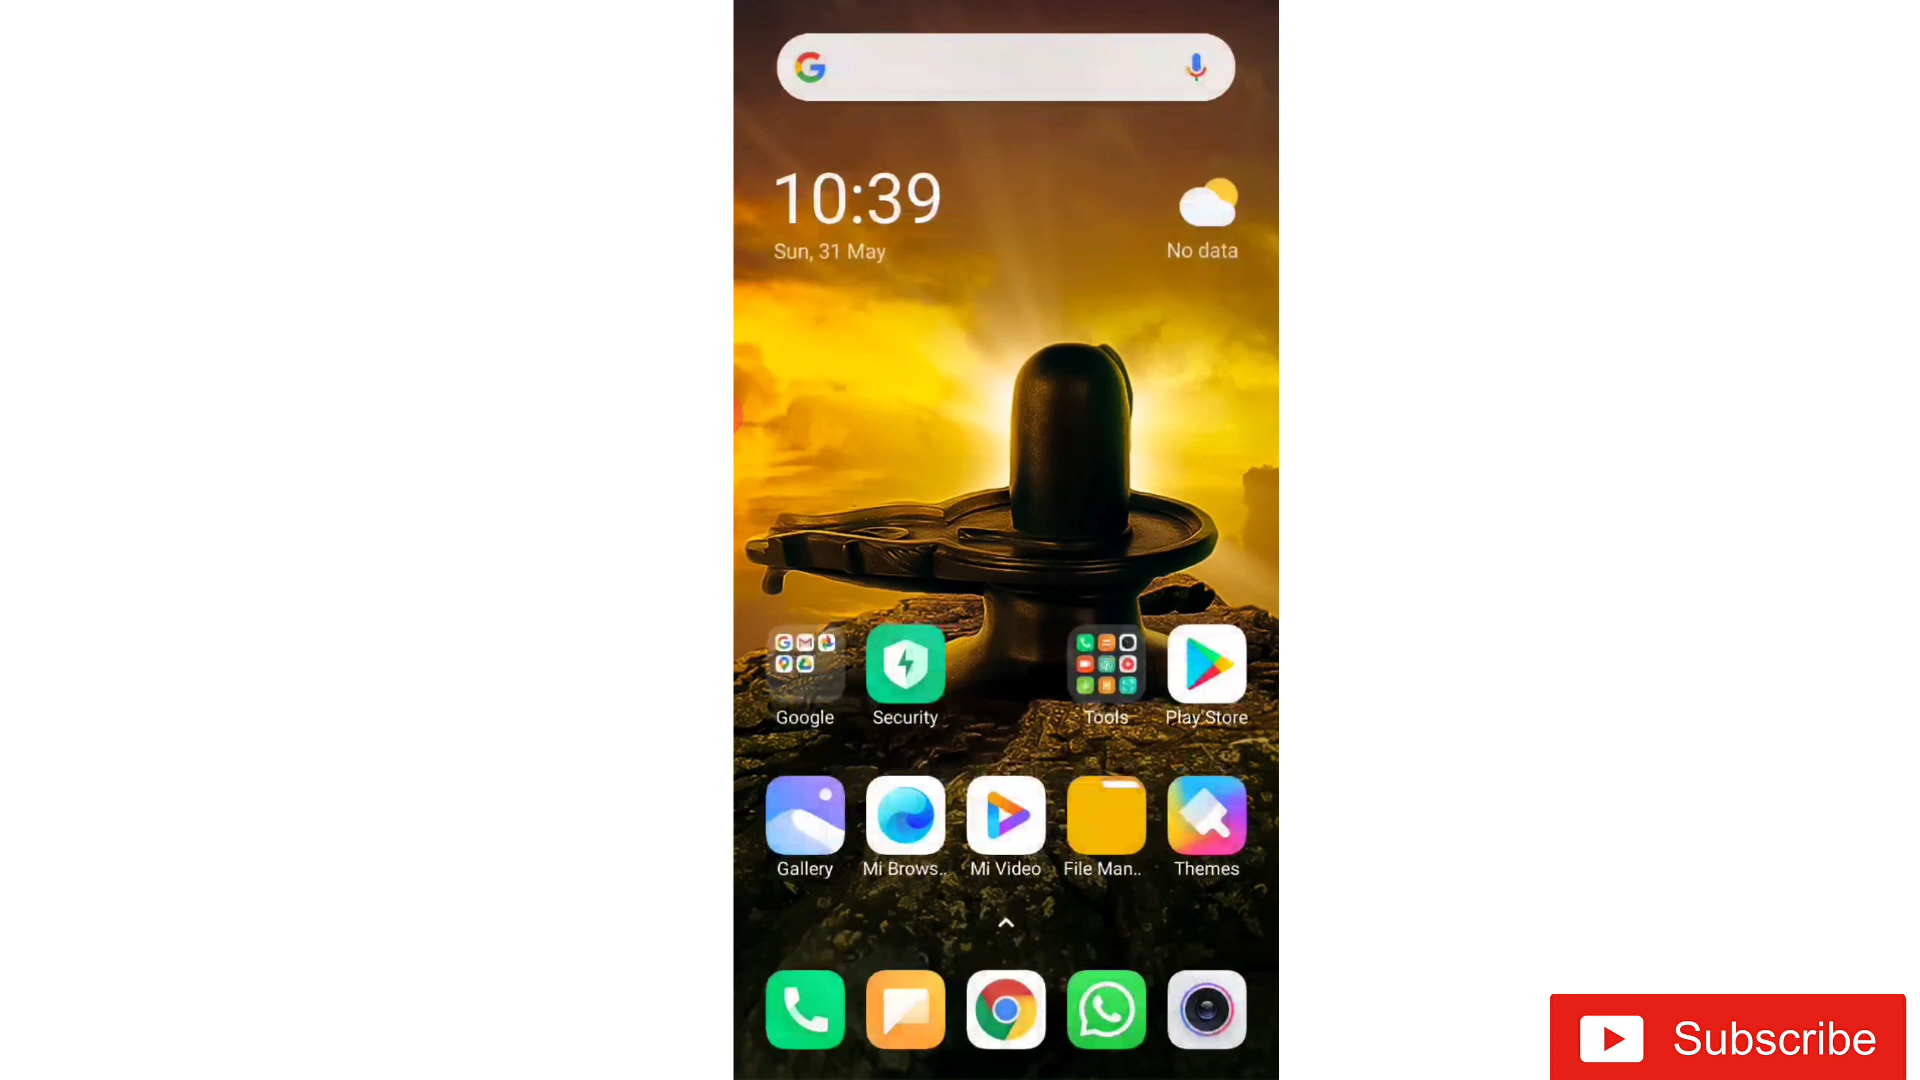 10:39
Sun, 31 May
No data
Google
Security
Tools
Play Store
Gallery
Mi Brows..
Mi Video
File Man..
Themes
Subscribe